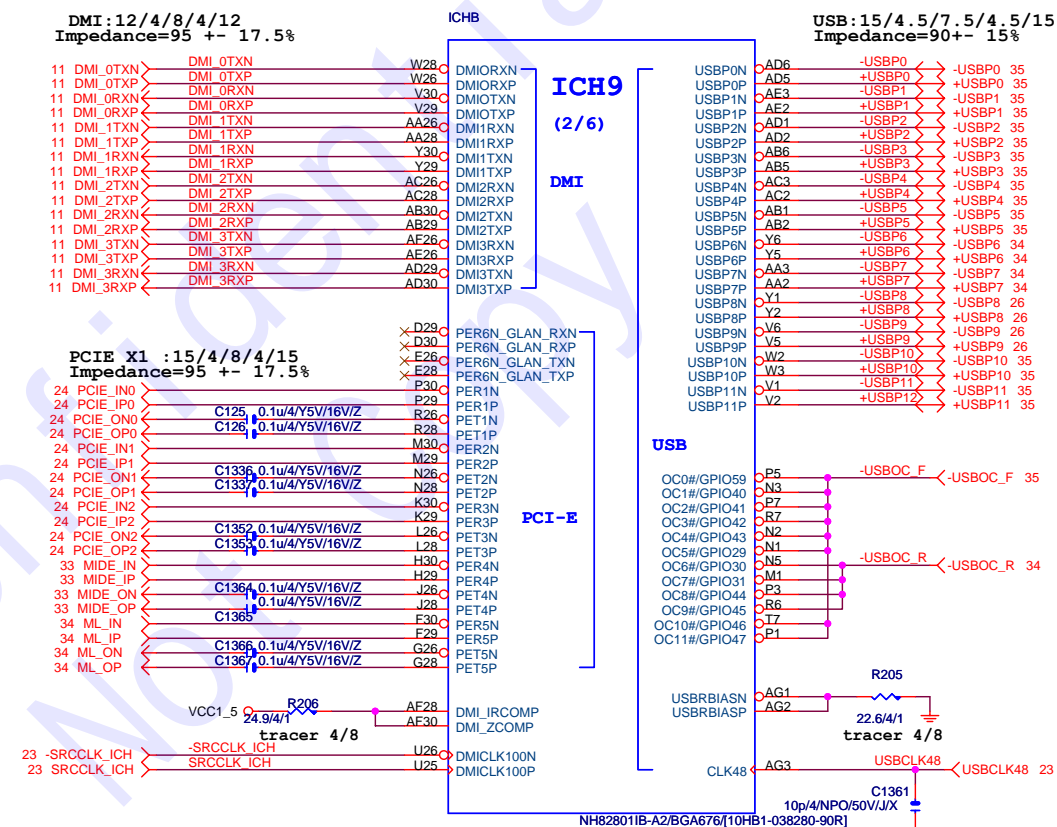 DMI:12/4/8/4/12
Impedance=95 +- 17.5%
ICHB
USB:15/4.5/7.5/4.5/15
Impedance=90+- 15%
ICH9
(2/6)
DMI
11 DMI_0TXN DMI_0TXN W28 DMIORXN
11 DMI_0TXP DMI_0TXP W26 DMIORXP
11 DMI_0RXN DMI_0RXN V30 DMIOTXN
11 DMI_0RXP DMI_0RXP V29 DMIOTXP
11 DMI_1TXN DMI_1TXN AA26 DMI1RXN
11 DMI_1TXP DMI_1TXP AA28 DMI1RXP
11 DMI_1RXN DMI_1RXN Y30 DMI1TXN
11 DMI_1RXP DMI_1RXP Y29 DMI1TXP
11 DMI_2TXN DMI_2TXN AC26 DMI2RXN
11 DMI_2TXP DMI_2TXP AC28 DMI2RXP
11 DMI_2RXN DMI_2RXN AB30 DMI2TXN
11 DMI_2RXP DMI_2RXP AB29 DMI2TXP
11 DMI_3TXN DMI_3TXN AF26 DMI3RXN
11 DMI_3TXP DMI_3TXP AE26 DMI3RXP
11 DMI_3RXN DMI_3RXN AD29 DMI3TXN
11 DMI_3RXP DMI_3RXP AD30 DMI3TXP
D29 PER6N_GLAN_RXN
D30 PER6N_GLAN_RXP
E26 PER6N_GLAN_TXN
E28 PER6N_GLAN_TXP
PCIE X1 :15/4/8/4/15
Impedance=95 +- 17.5%
24 PCIE_IN0 P30 PER1N
24 PCIE_IP0 P29 PER1P
24 PCIE_ON0 C125 0.1u/4/Y5V/16V/Z R26 PET1N
24 PCIE_OP0 C126 0.1u/4/Y5V/16V/Z R28 PET1P
24 PCIE_IN1 M30 PER2N
24 PCIE_IP1 M29 PER2P
24 PCIE_ON1 C1336 0.1u/4/Y5V/16V/Z N26 PET2N
24 PCIE_OP1 C1337 0.1u/4/Y5V/16V/Z N28 PET2P
24 PCIE_IN2 K30 PER3N
24 PCIE_IP2 K29 PER3P
24 PCIE_ON2 C1352 0.1u/4/Y5V/16V/Z L26 PET3N
24 PCIE_OP2 C1353 0.1u/4/Y5V/16V/Z L28 PET3P
33 MIDE_IN H30 PER4N
33 MIDE_IP H29 PER4P
33 MIDE_ON C1364 0.1u/4/Y5V/16V/Z J26 PET4N
33 MIDE_OP 0.1u/4/Y5V/16V/Z J28 PET4P
34 ML_IN C1365 F30 PER5N
34 ML_IP F29 PER5P
34 ML_ON C1366 0.1u/4/Y5V/16V/Z G26 PET5N
34 ML_OP C1367 0.1u/4/Y5V/16V/Z G28 PET5P
PCI-E
VCC1_5 R206 24.9/4/1 AF28 DMI_IRCOMP
AF30 DMI_ZCOMP
tracer 4/8
23 -SRCCLK_ICH -SRCCLK_ICH U26 DMICLK100N
23 SRCCLK_ICH SRCCLK_ICH U25 DMICLK100P
USBP0N AD6 -USBP0 -USBP0 35
USBP0P AD5 +USBP0 +USBP0 35
USBP1N AE3 -USBP1 -USBP1 35
USBP1P AE2 +USBP1 +USBP1 35
USBP2N AD1 -USBP2 -USBP2 35
USBP2P AD2 +USBP2 +USBP2 35
USBP3N AB6 -USBP3 -USBP3 35
USBP3P AB5 +USBP3 +USBP3 35
USBP4N AC3 -USBP4 -USBP4 35
USBP4P AC2 +USBP4 +USBP4 35
USBP5N AB1 -USBP5 -USBP5 35
USBP5P AB2 +USBP5 +USBP5 35
USBP6N Y6 -USBP6 -USBP6 34
USBP6P Y5 +USBP6 +USBP6 34
USBP7N AA3 -USBP7 -USBP7 34
USBP7P AA2 +USBP7 +USBP7 34
USBP8N Y1 -USBP8 -USBP8 26
USBP8P Y2 +USBP8 +USBP8 26
USBP9N V6 -USBP9 -USBP9 26
USBP9P V5 +USBP9 +USBP9 26
USBP10N W2 -USBP10 -USBP10 35
USBP10P W3 +USBP10 +USBP10 35
USBP11N V1 -USBP11 -USBP11 35
USBP11P V2 +USBP12 +USBP11 35
USB
OC0#/GPIO59 P5 -USBOC_F -USBOC_F 35
OC1#/GPIO40 N3
OC2#/GPIO41 P7
OC3#/GPIO42 R7
OC4#/GPIO43 N2
OC5#/GPIO29 N1
OC6#/GPIO30 N5 -USBOC_R -USBOC_R 34
OC7#/GPIO31 M1
OC8#/GPIO44 P3
OC9#/GPIO45 R6
OC10#/GPIO46 T7
OC11#/GPIO47 P1
USBRBIASN AG1 R205
USBRBIASP AG2 22.6/4/1
tracer 4/8
CLK48 AG3 USBCLK48 USBCLK48 23
C1361
10p/4/NPO/50V/J/X
NH82801IB-A2/BGA676/[10HB1-038280-90R]
Not Copy